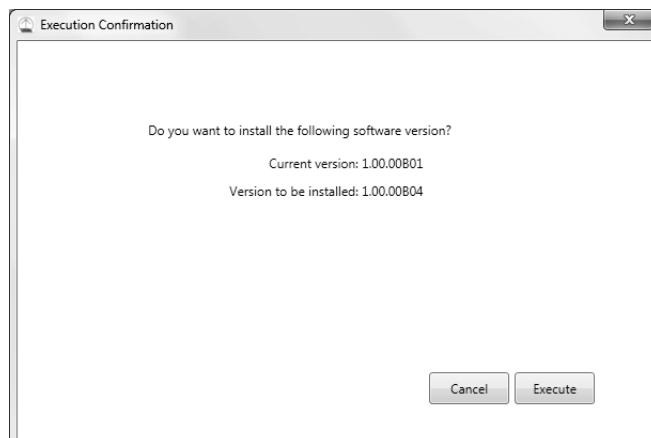 Execution Confirmation
X
Do you want to install the following software version?
Current version: 1.00.00B01
Version to be installed: 1.00.00B04
Cancel Execute